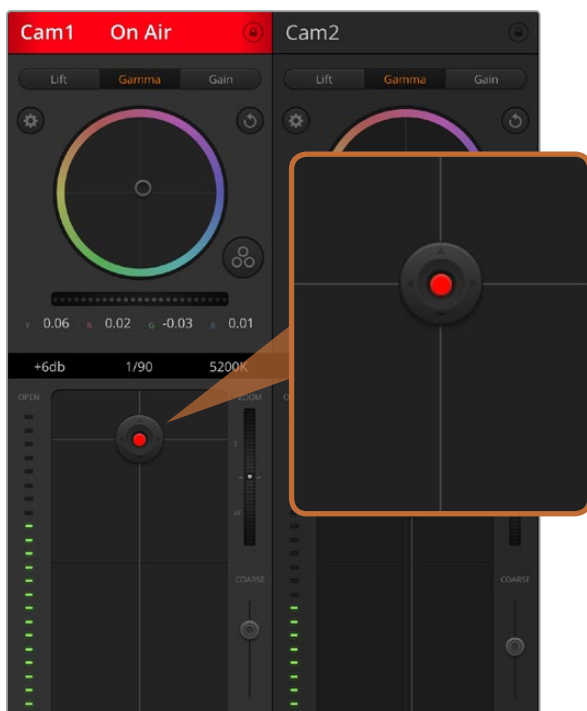 Cam1 On Air Cam2
Lift Gamma Gain Lift Gamma Gain
Y 0.06 R 0.02 G -0.03 B 0.01
+6db 1/90 5200K
OPEN ZOOM
T
W
COARSE COARSE